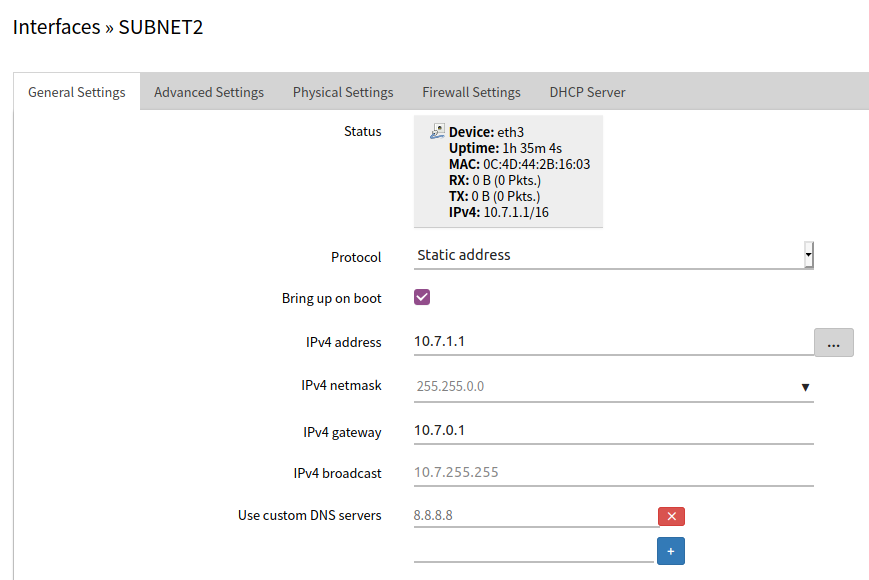 Interfaces » SUBNET2
General Settings Advanced Settings Physical Settings Firewall Settings DHCP Server
Status
Device: eth3
Uptime: 1h 35m 4s
MAC: 0C:4D:44:2B:16:03
RX: 0 B (0 Pkts.)
TX: 0 B (0 Pkts.)
IPv4: 10.7.1.1/16
Protocol Static address
Bring up on boot
IPv4 address 10.7.1.1 ...
IPv4 netmask 255.255.0.0
IPv4 gateway 10.7.0.1
IPv4 broadcast 10.7.255.255
Use custom DNS servers 8.8.8.8
+